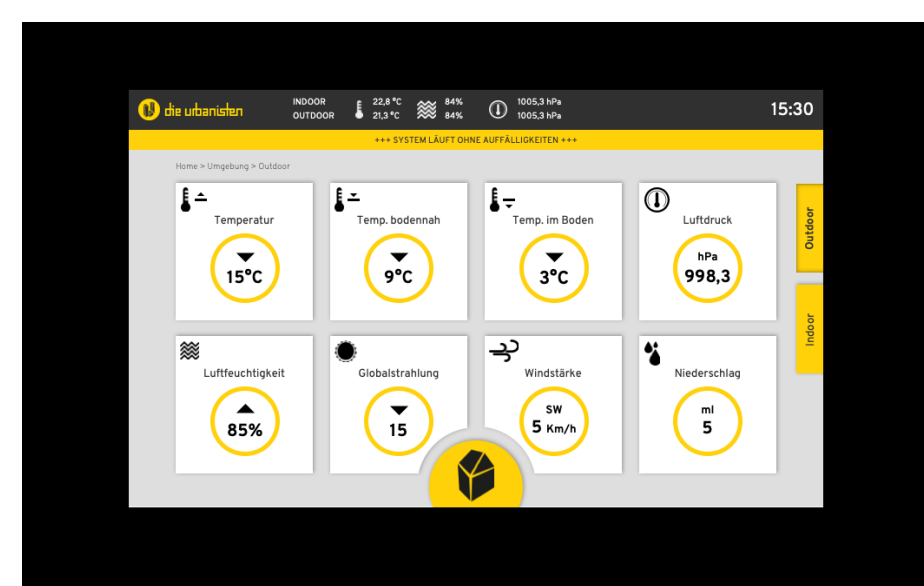 die urbanisten
INDOOR 22,8 °C 84% 1005,3 hPa
OUTDOOR 21,3 °C 84% 1005,3 hPa
15:30
+++ SYSTEM LÄUFT OHNE AUFFÄLLIGKEITEN +++
Home > Umgebung > Outdoor
Temperatur
15°C
Temp. bodennah
9°C
Temp. im Boden
3°C
Luftdruck
hPa
998,3
Outdoor
Indoor
Luftfeuchtigkeit
85%
Globalstrahlung
15
Windstärke
SW
5 Km/h
Niederschlag
ml
5